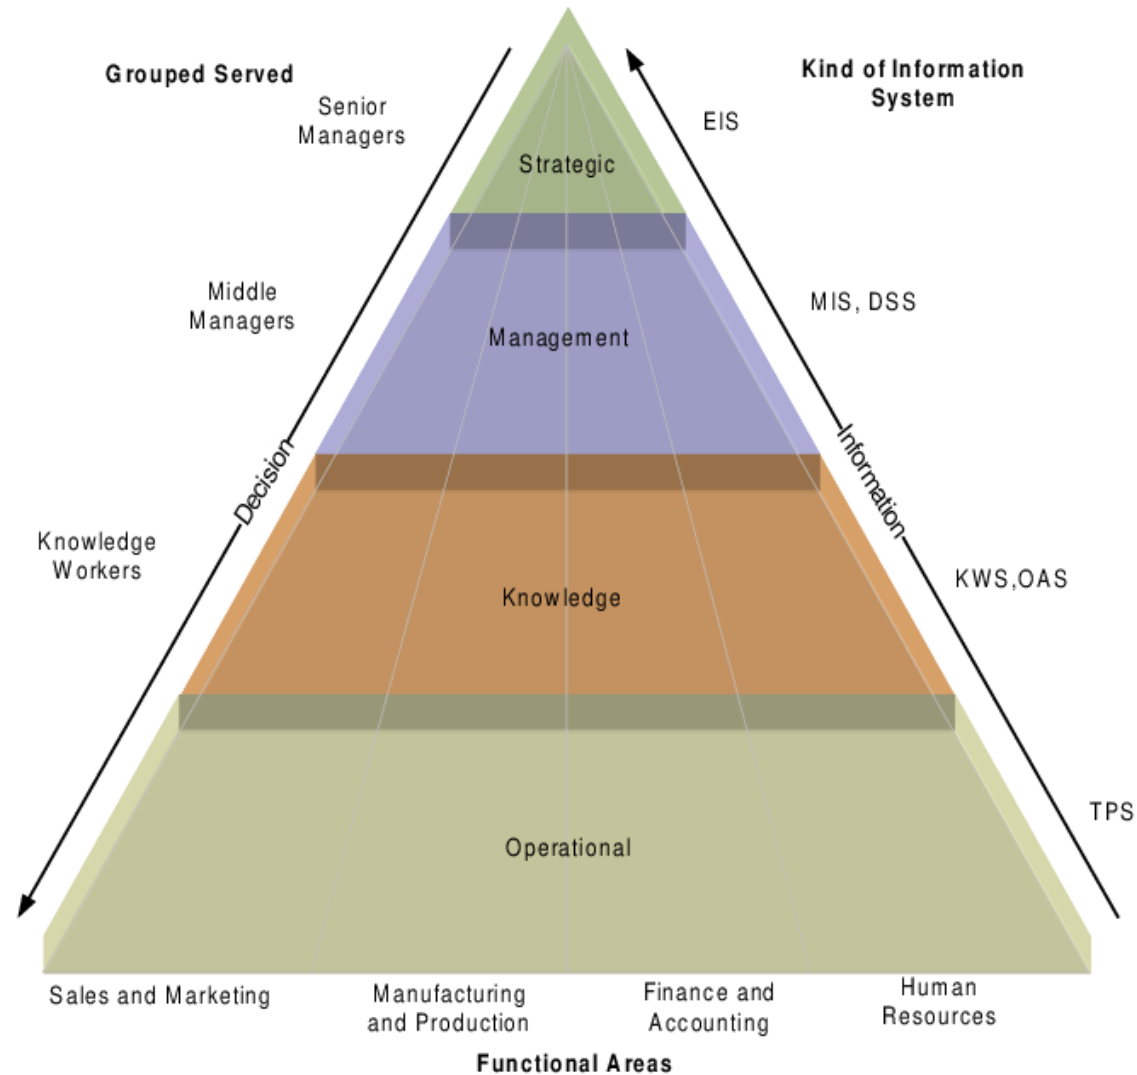 Grouped Served
Kind of Information
System
Senior
Managers
EIS
Strategic
Middle
Managers
MIS, DSS
Management
Decision
Information
Knowledge
Workers
KWS,OAS
Knowledge
TPS
Operational
Sales and Marketing
Manufacturing
and Production
Finance and
Accounting
Human
Resources
Functional Areas